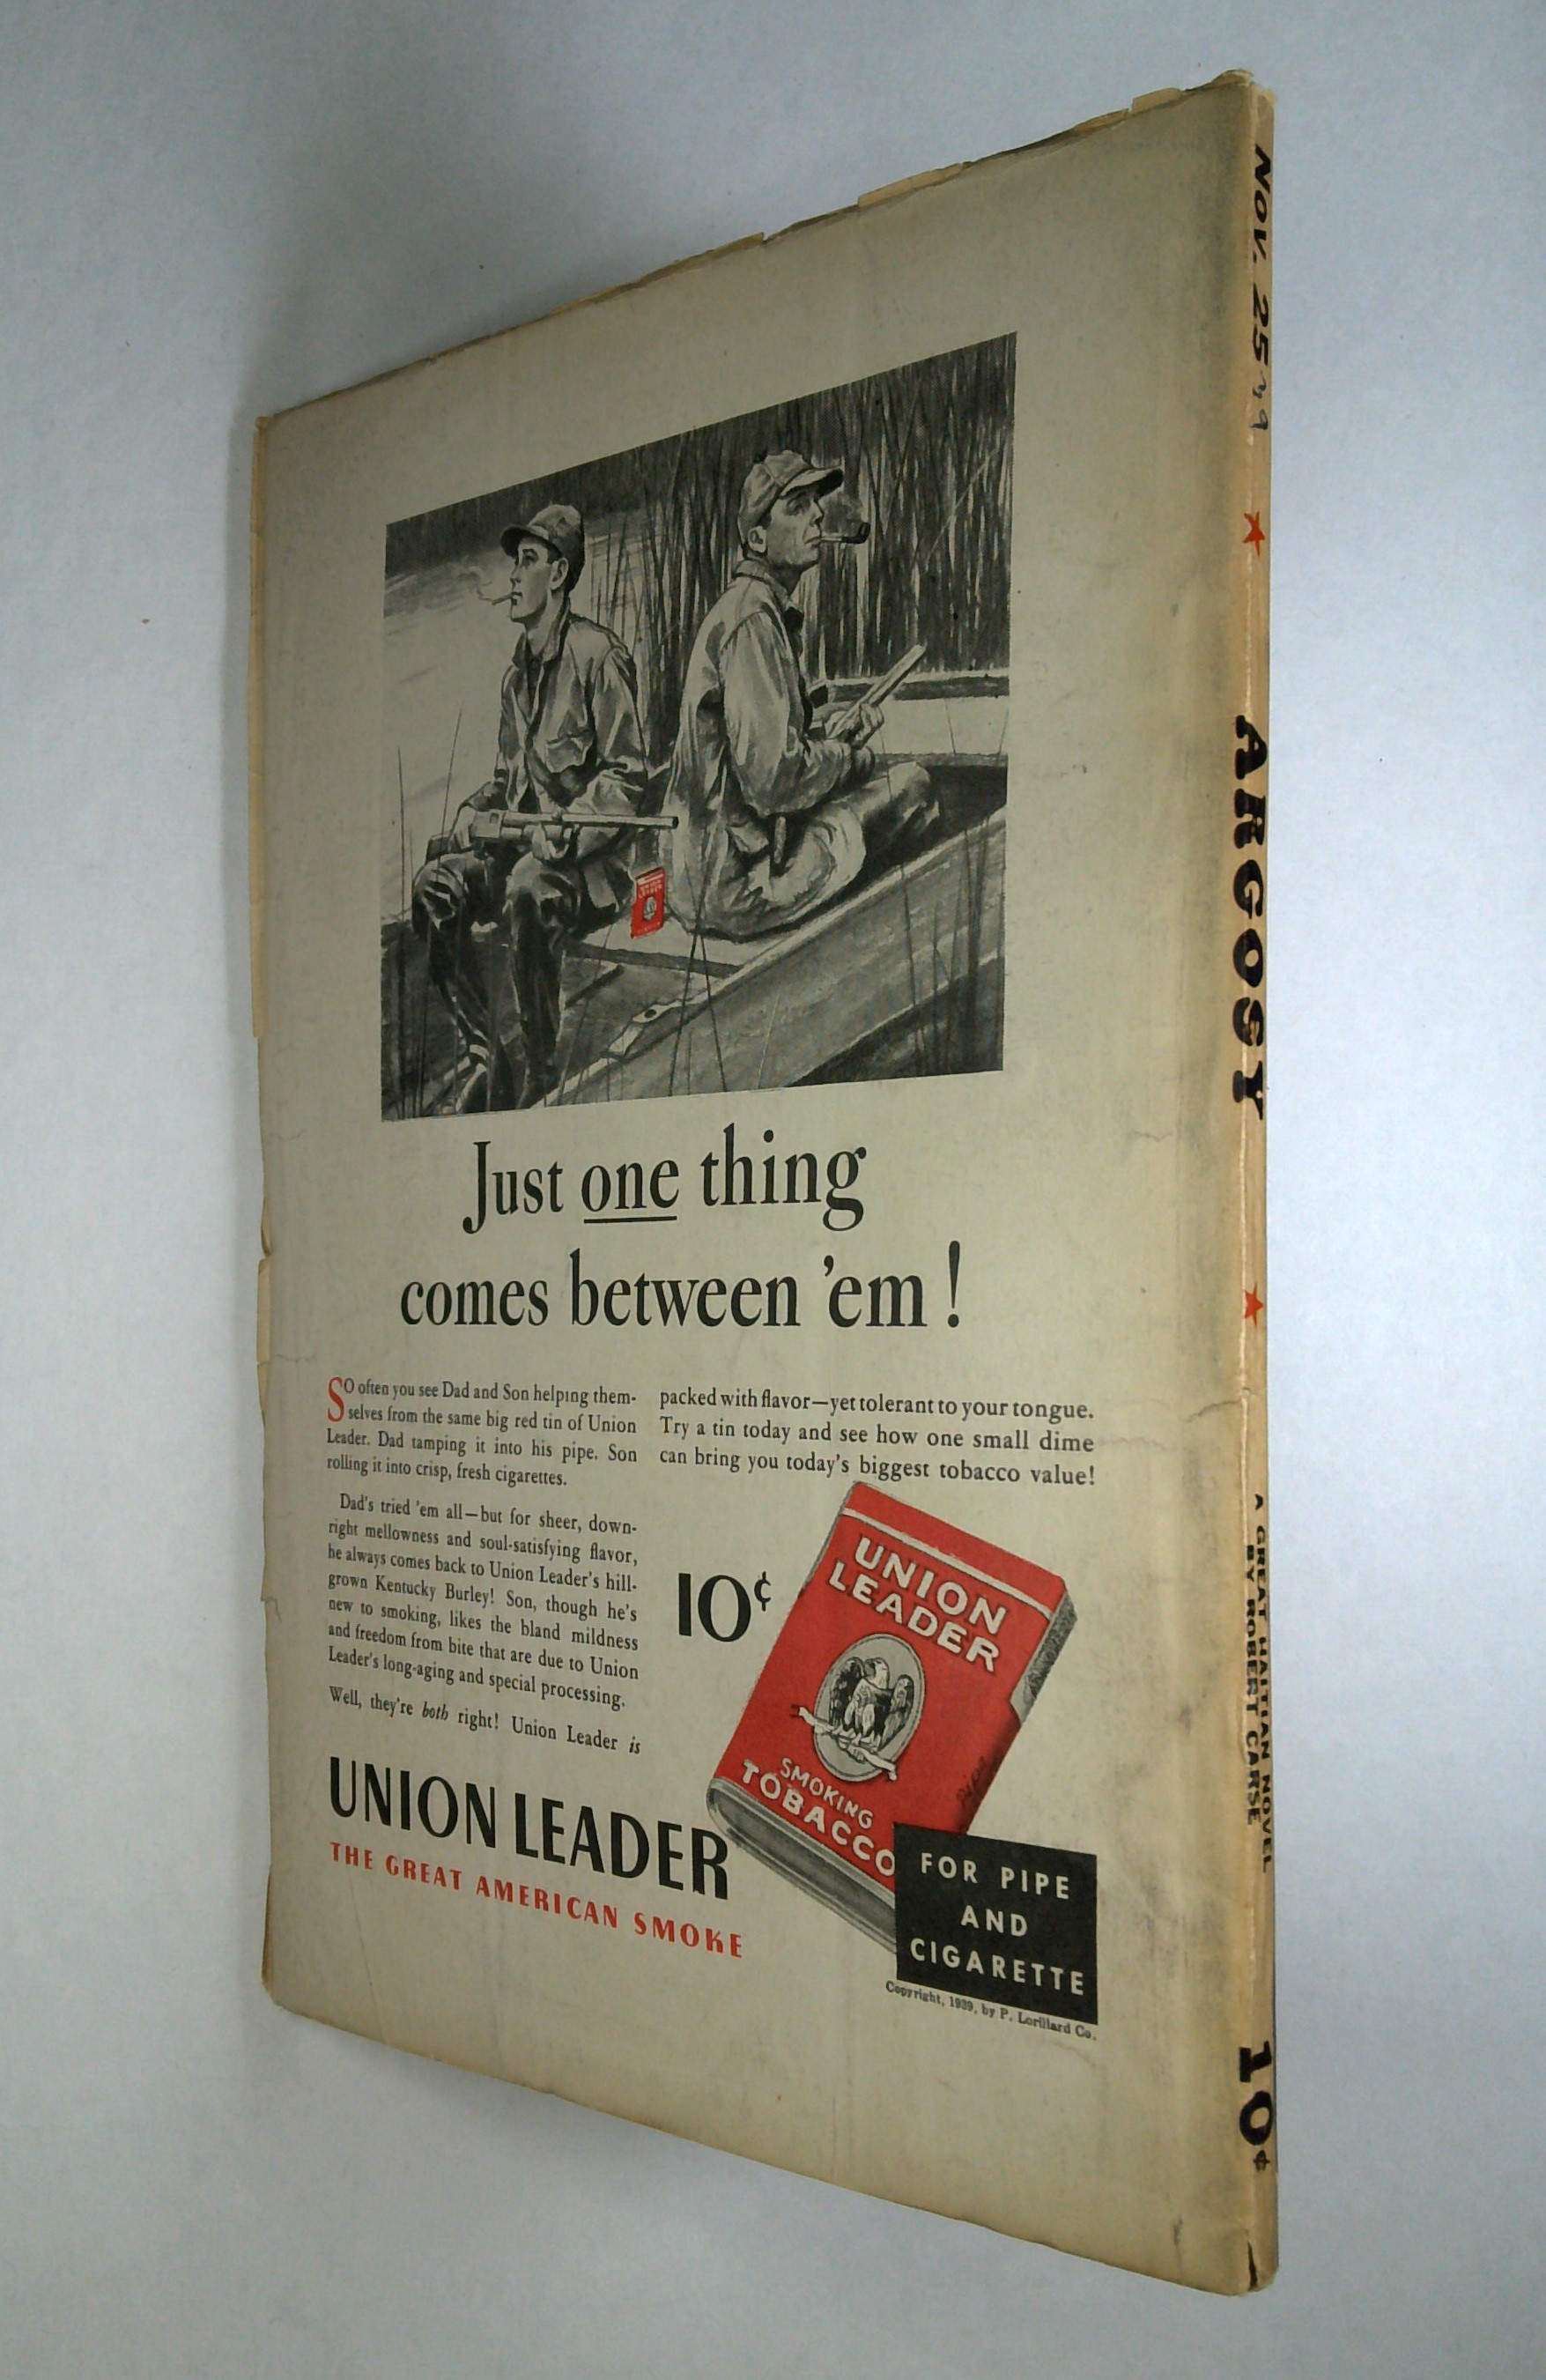 Just one thing
comes between 'em!
SO often you see Dad and Son helping them-
selves from the same big red tin of Union
Leader. Dad tamping it into his pipe. Son
rolling it into crisp, fresh cigarettes.
Dad's tried 'em all—but for sheer, down-
right mellowness and soul-satisfying flavor,
he always comes back to Union Leader's hill-
grown Kentucky Burley! Son, though he's
new to smoking, likes the bland mildness
and freedom from bite that are due to Union
Leader's long-aging and special processing.
Well, they're both right! Union Leader is
packed with flavor—yet tolerant to your tongue.
Try a tin today and see how one small dime
can bring you today's biggest tobacco value!
10¢
UNION
LEADER
SMOKING
TOBACCO
UNION LEADER
THE GREAT AMERICAN SMOKE
FOR PIPE
AND
CIGARETTE
Copyright, 1939, by P. Lorillard Co.
NOV. 25 39
★ ARGOSY ★
A GREAT HAITIAN NOVEL
BY ROBERT CARSE
10¢